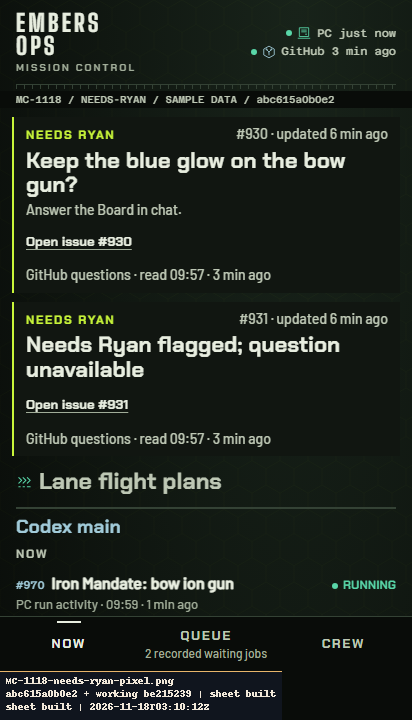 EMBERS
OPS
MISSION CONTROL
PC just now
GitHub 3 min ago
MC-1118 / NEEDS-RYAN / SAMPLE DATA / abc615a0b0e2
NEEDS RYAN
#930 · updated 6 min ago
Keep the blue glow on the bow
gun?
Answer the Board in chat.
Open issue #930
GitHub questions · read 09:57 · 3 min ago
NEEDS RYAN
#931 · updated 6 min ago
Needs Ryan flagged; question
unavailable
Open issue #931
GitHub questions · read 09:57 · 3 min ago
Lane flight plans
Codex main
NOW
#970 Iron Mandate: bow ion gun
RUNNING
PC run activity · 09:59 · 1 min ago
NOW
QUEUE
2 recorded waiting jobs
CREW
MC-1118-needs-ryan-pixel.png
abc615a0b0e2 + working be215239 | sheet built
sheet built | 2026-11-18T03:10:12Z